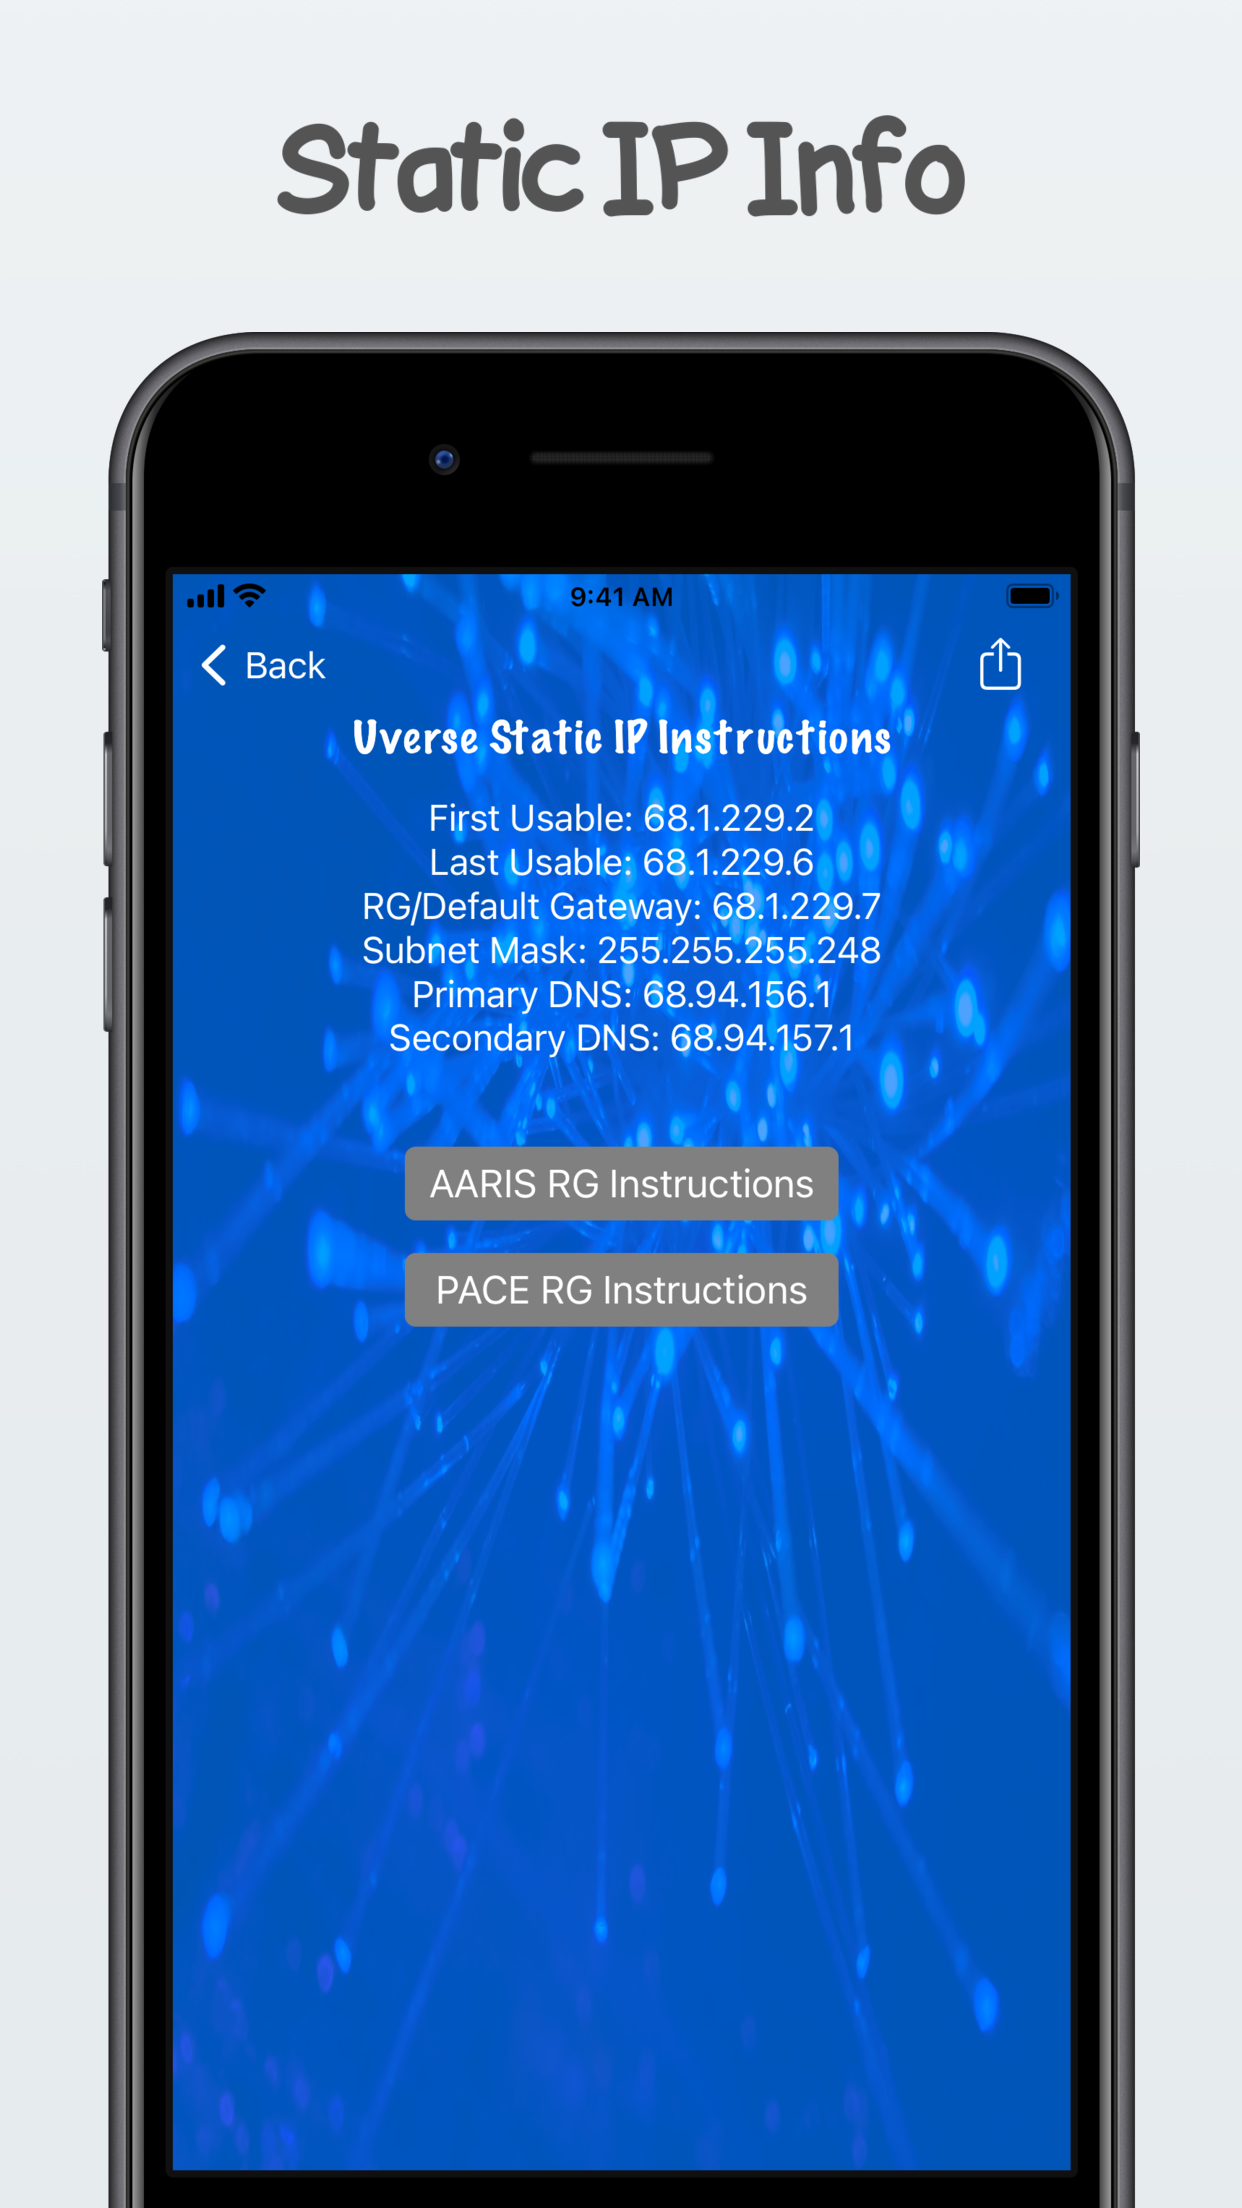 Static IP Info
9:41 AM
Back
Uverse Static IP Instructions
First Usable: 68.1.229.2
Last Usable: 68.1.229.6
RG/Default Gateway: 68.1.229.7
Subnet Mask: 255.255.255.248
Primary DNS: 68.94.156.1
Secondary DNS: 68.94.157.1
AARIS RG Instructions
PACE RG Instructions